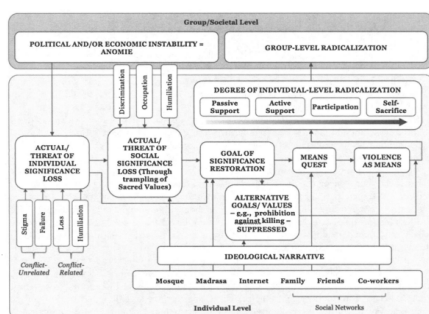 Group/Societal Level
POLITICAL AND/OR ECONOMIC INSTABILITY =
ANOMIE
GROUP-LEVEL RADICALIZATION
Discrimination
Occupation
Humiliation
DEGREE OF INDIVIDUAL-LEVEL RADICALIZATION
Passive
Support
Active
Support
Participation
Self-
Sacrifice
ACTUAL/
THREAT OF
INDIVIDUAL
SIGNIFICANCE
LOSS
ACTUAL/
THREAT OF
SOCIAL
SIGNIFICANCE
LOSS (Through
trampling of
Sacred Values)
GOAL OF
SIGNIFICANCE
RESTORATION
MEANS
QUEST
VIOLENCE
AS MEANS
ALTERNATIVE
GOALS/ VALUES
– e.g., prohibition
against killing –
SUPPRESSED
Stigma
Failure
Loss
Humiliation
Conflict-
Unrelated
Conflict-
Related
IDEOLOGICAL NARRATIVE
Mosque Madrasa Internet Family Friends Co-workers
Social Networks
Individual Level